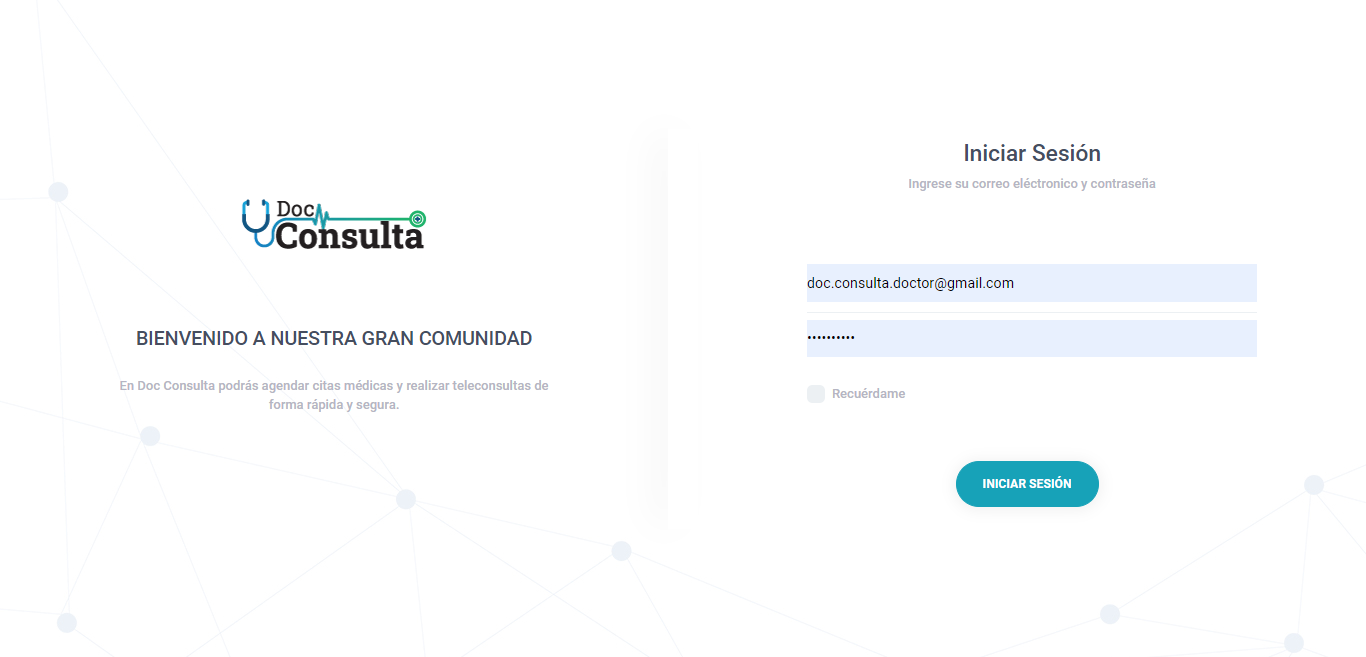 Doc
Consulta
BIENVENIDO A NUESTRA GRAN COMUNIDAD
En Doc Consulta podrás agendar citas médicas y realizar teleconsultas de
forma rápida y segura.
Iniciar Sesión
Ingrese su correo eléctronico y contraseña
doc.consulta.doctor@gmail.com
••••••••••
Recuérdame
INICIAR SESIÓN